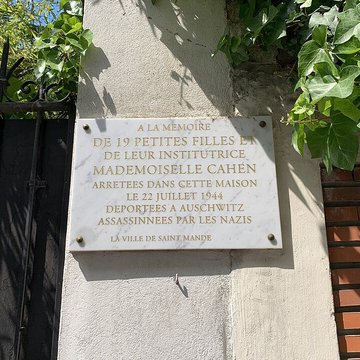 A LA MEMOIRE
DE 19 PETITES FILLES ET
DE LEUR INSTITUTRICE
MADEMOISELLE CAHEN
ARRETEES DANS CETTE MAISON
LE 22 JUILLET 1944
DEPORTEES A AUSCHWITZ
ASSASSINNEES PAR LES NAZIS
LA VILLE DE SAINT MANDE